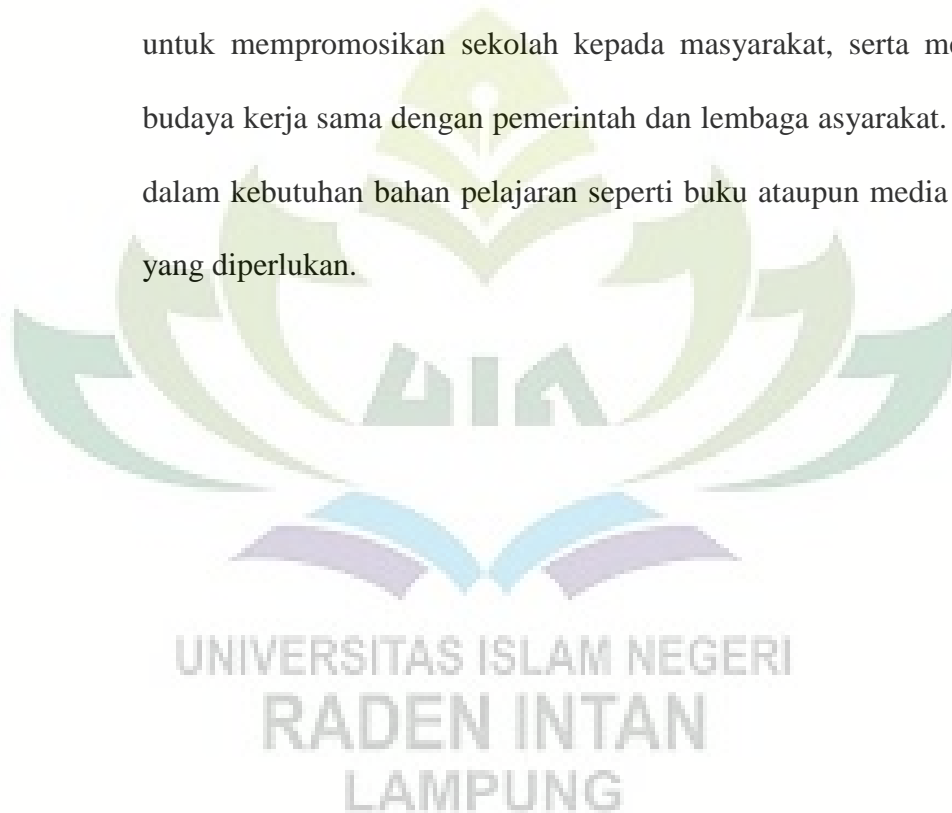 untuk mempromosikan sekolah kepada masyarakat, serta me
budaya kerja sama dengan pemerintah dan lembaga asyarakat.
dalam kebutuhan bahan pelajaran seperti buku ataupun media
yang diperlukan.
UIN
UNIVERSITAS ISLAM NEGERI
RADEN INTAN
LAMPUNG